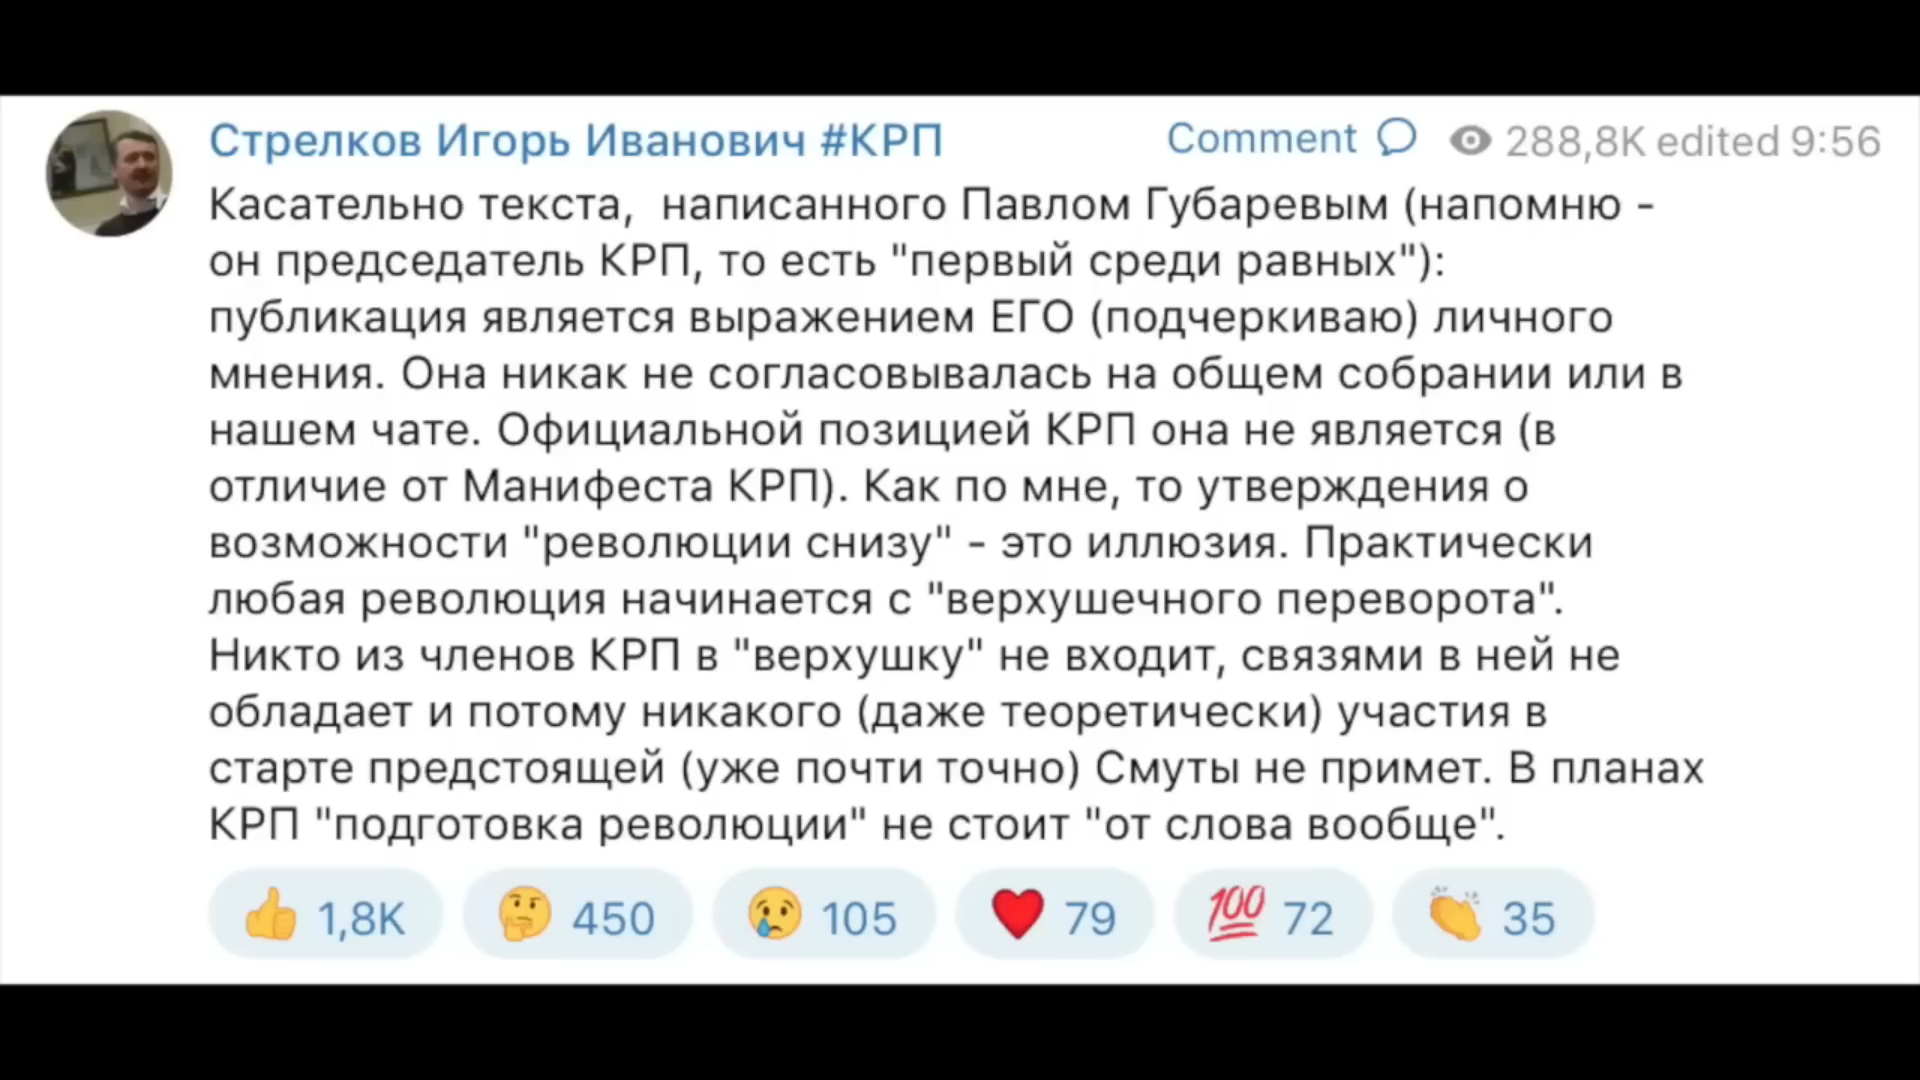 Стрелков Игорь Иванович #КРП Comment 288,8K edited 9:56
Касательно текста, написанного Павлом Губаревым (напомню -
он председатель КРП, то есть "первый среди равных"):
публикация является выражением ЕГО (подчеркиваю) личного
мнения. Она никак не согласовывалась на общем собрании или в
нашем чате. Официальной позицией КРП она не является (в
отличие от Манифеста КРП). Как по мне, то утверждения о
возможности "революции снизу" - это иллюзия. Практически
любая революция начинается с "верхушечного переворота".
Никто из членов КРП в "верхушку" не входит, связями в ней не
обладает и потому никакого (даже теоретически) участия в
старте предстоящей (уже почти точно) Смуты не примет. В планах
КРП "подготовка революции" не стоит "от слова вообще".
👍 1,8K 🤔 450 😢 105 ❤️ 79 💯 72 👏 35